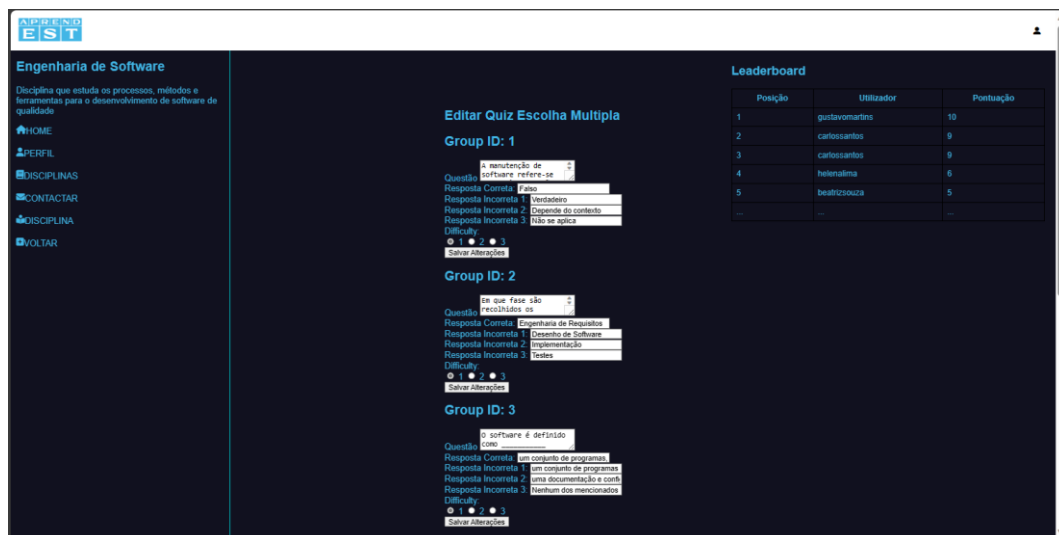 APREND
EST
Engenharia de Software
Disciplina que estuda os processos, métodos e
ferramentas para o desenvolvimento de software de
qualidade
HOME
PERFIL
DISCIPLINAS
CONTACTAR
DISCIPLINA
VOLTAR
Editar Quiz Escolha Multipla
Group ID: 1
A manutenção de
Questão software refere-se
Resposta Correta: Falso
Resposta Incorreta 1: Verdadeiro
Resposta Incorreta 2: Depende do contexto
Resposta Incorreta 3: Não se aplica
Difficulty:
1 2 3
Salvar Alterações
Group ID: 2
Em que fase são
Questão recolhidos os
Resposta Correta: Engenharia de Requisitos
Resposta Incorreta 1: Desenho de Software
Resposta Incorreta 2: Implementação
Resposta Incorreta 3: Testes
Difficulty:
1 2 3
Salvar Alterações
Group ID: 3
O software é definido
Questão como __________
Resposta Correta: um conjunto de programas,
Resposta Incorreta 1: um conjunto de programas
Resposta Incorreta 2: uma documentação e confi
Resposta Incorreta 3: Nenhum dos mencionados
Difficulty:
1 2 3
Salvar Alterações
Leaderboard
Posição Utilizador Pontuação
1 gustavomartins 10
2 carlossantos 9
3 carlossantos 9
4 helenalima 6
5 beatrizsouza 5
... ... ...